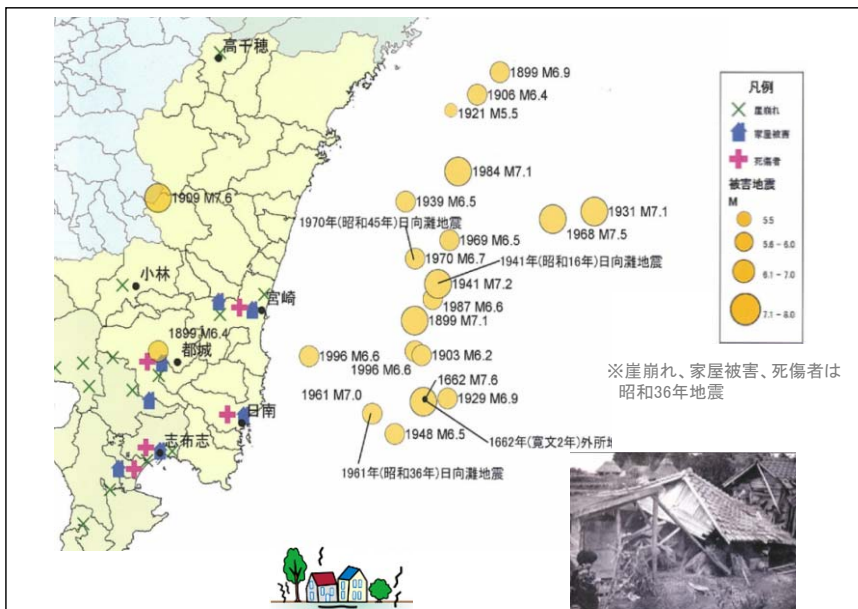 高千穂
1899 M6.9
1906 M6.4
1921 M5.5
1984 M7.1
1909 M7.6
1939 M6.5
1931 M7.1
1968 M7.5
1970年(昭和45年)日向灘地震
1969 M6.5
1970 M6.7
1941年(昭和16年)日向灘地震
小林
1941 M7.2
1987 M6.6
宮崎
1899 M7.1
1899 M6.4
都城
1996 M6.6
1903 M6.2
1996 M6.6
1662 M7.6
1961 M7.0
1929 M6.9
日南
志布志
1948 M6.5
1662年(寛文2年)外所地
1961年(昭和36年)日向灘地震
凡例
崖崩れ
家屋被害
死傷者
被害地震
M
5.5
5.6 - 6.0
6.1 - 7.0
7.1 - 8.0
※崖崩れ、家屋被害、死傷者は
昭和36年地震